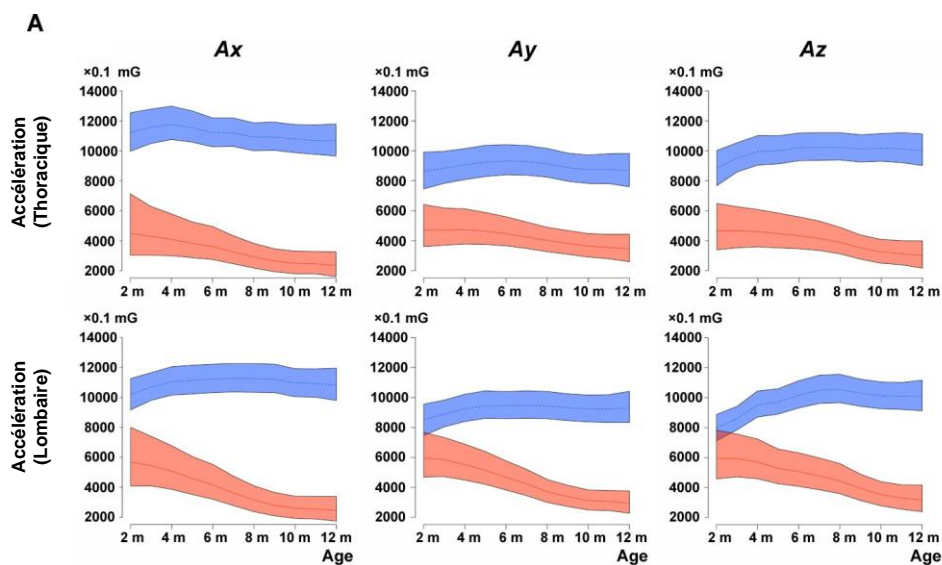 A
Ax Ay Az
×0.1 mG ×0.1 mG ×0.1 mG
Accélération
(Thoracique)
14000 14000 14000
12000 12000 12000
10000 10000 10000
8000 8000 8000
6000 6000 6000
4000 4000 4000
2000 2000 2000
2 m 4 m 6 m 8 m 10 m 12 m 2 m 4 m 6 m 8 m 10 m 12 m 2 m 4 m 6 m 8 m 10 m 12 m
×0.1 mG ×0.1 mG ×0.1 mG
Accélération
(Lombaire)
14000 14000 14000
12000 12000 12000
10000 10000 10000
8000 8000 8000
6000 6000 6000
4000 4000 4000
2000 2000 2000
2 m 4 m 6 m 8 m 10 m 12 m 2 m 4 m 6 m 8 m 10 m 12 m 2 m 4 m 6 m 8 m 10 m 12 m
Age Age Age